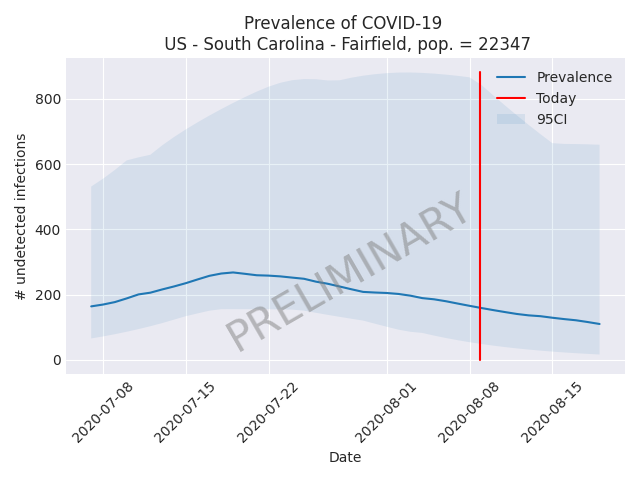 Prevalence of COVID-19
US - South Carolina - Fairfield, pop. = 22347
# undetected infections
800
600
400
200
0
Prevalence
Today
95CI
PRELIMINARY
2020-07-08
2020-07-15
2020-07-22
2020-08-01
2020-08-08
2020-08-15
Date